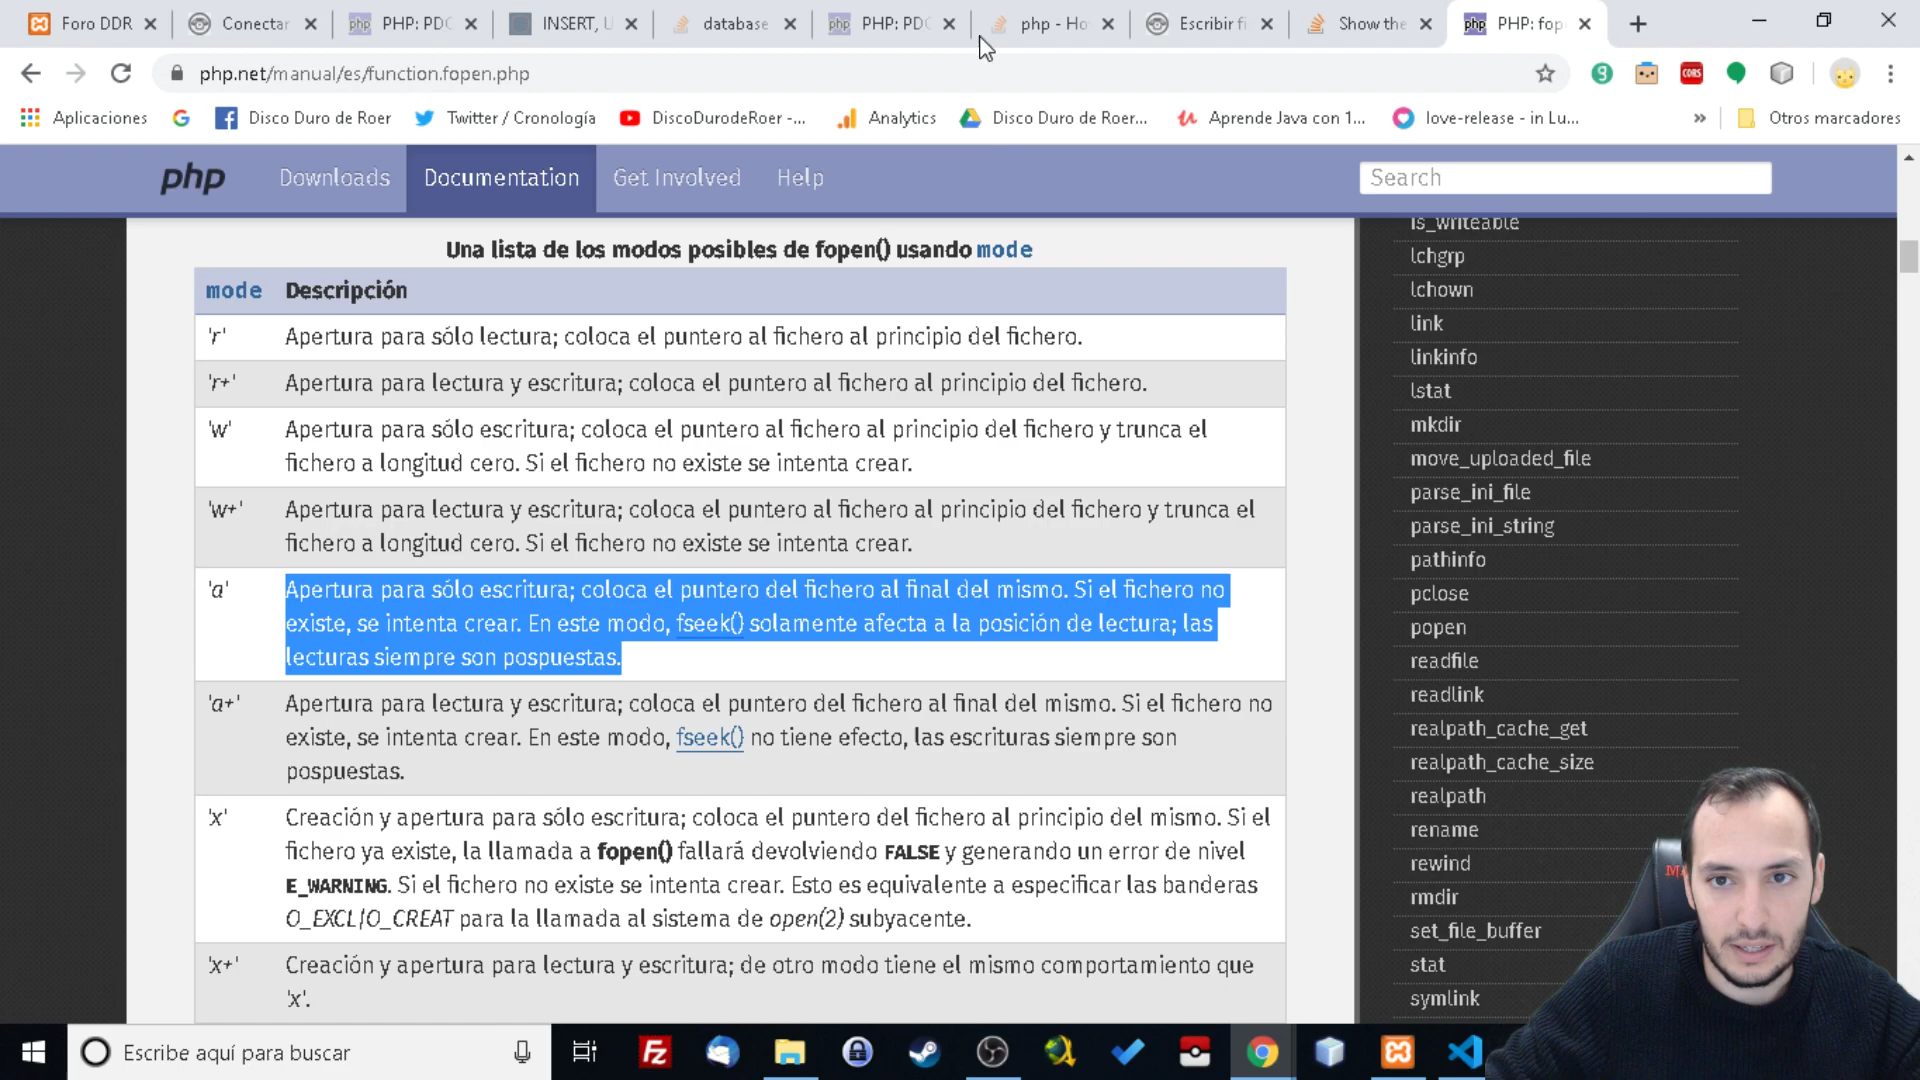 Foro DDR
Conectar
PHP: PDO
INSERT, U
database
PHP: PDO
php - Ho
Escribir fi
Show the
PHP: fop
php.net/manual/es/function.fopen.php
Aplicaciones
Disco Duro de Roer
Twitter / Cronología
DiscoDurodeRoer -...
Analytics
Disco Duro de Roer...
Aprende Java con 1...
love-release - in Lu...
»
Otros marcadores
php
Downloads
Documentation
Get Involved
Help
Search
Una lista de los modos posibles de fopen() usando mode
mode Descripción
'r' Apertura para sólo lectura; coloca el puntero al fichero al principio del fichero.
'r+' Apertura para lectura y escritura; coloca el puntero al fichero al principio del fichero.
'w' Apertura para sólo escritura; coloca el puntero al fichero al principio del fichero y trunca el
fichero a longitud cero. Si el fichero no existe se intenta crear.
'w+' Apertura para lectura y escritura; coloca el puntero al fichero al principio del fichero y trunca el
fichero a longitud cero. Si el fichero no existe se intenta crear.
'a' Apertura para sólo escritura; coloca el puntero del fichero al final del mismo. Si el fichero no
existe, se intenta crear. En este modo, fseek() solamente afecta a la posición de lectura; las
lecturas siempre son pospuestas.
'a+' Apertura para lectura y escritura; coloca el puntero del fichero al final del mismo. Si el fichero no
existe, se intenta crear. En este modo, fseek() no tiene efecto, las escrituras siempre son
pospuestas.
'x' Creación y apertura para sólo escritura; coloca el puntero del fichero al principio del mismo. Si el
fichero ya existe, la llamada a fopen() fallará devolviendo FALSE y generando un error de nivel
E_WARNING. Si el fichero no existe se intenta crear. Esto es equivalente a especificar las banderas
O_EXCL|O_CREAT para la llamada al sistema de open(2) subyacente.
'x+' Creación y apertura para lectura y escritura; de otro modo tiene el mismo comportamiento que
'x'.
is_writeable
lchgrp
lchown
link
linkinfo
lstat
mkdir
move_uploaded_file
parse_ini_file
parse_ini_string
pathinfo
pclose
popen
readfile
readlink
realpath_cache_get
realpath_cache_size
realpath
rename
rewind
rmdir
set_file_buffer
stat
symlink
Escribe aquí para buscar